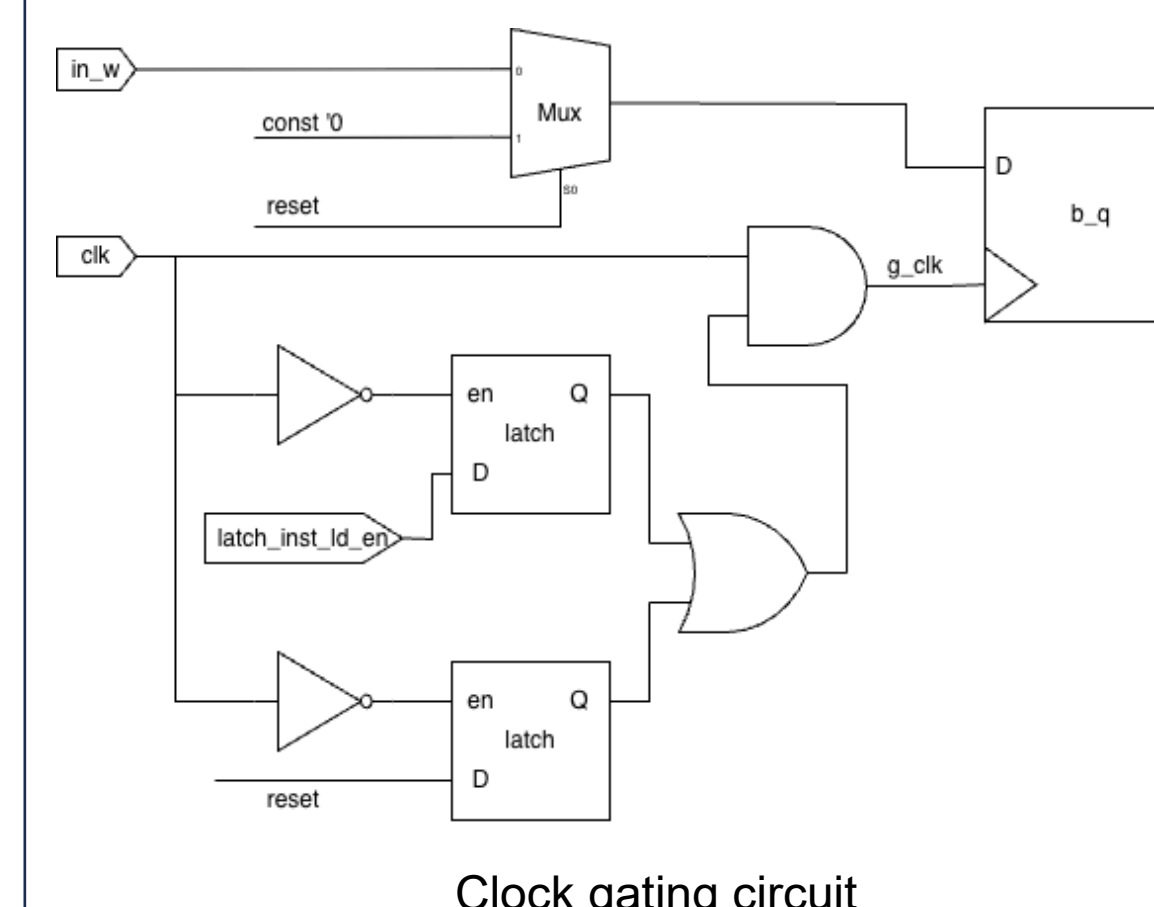 in_w
0
const '0
Mux
1
D
S0
reset
b_q
clk
g_clk
en
Q
latch
D
latch_inst_ld_en
en
Q
latch
D
reset
Clock gating circuit